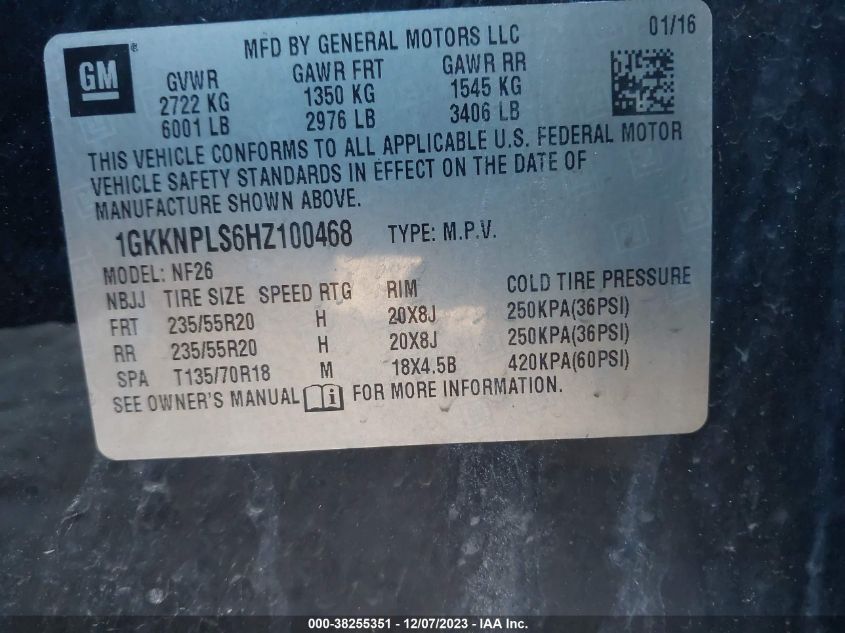 GM ®
MFD BY GENERAL MOTORS LLC 01/16
GVWR GAWR FRT GAWR RR
2722 KG 1350 KG 1545 KG
6001 LB 2976 LB 3406 LB
THIS VEHICLE CONFORMS TO ALL APPLICABLE U.S. FEDERAL MOTOR
VEHICLE SAFETY STANDARDS IN EFFECT ON THE DATE OF
MANUFACTURE SHOWN ABOVE.
1GKKNPLS6HZ100468 TYPE: M.P.V.
MODEL: NF26
NBJJ TIRE SIZE SPEED RTG RIM COLD TIRE PRESSURE
FRT 235/55R20 H 20X8J 250KPA(36PSI)
RR 235/55R20 H 20X8J 250KPA(36PSI)
SPA T135/70R18 M 18X4.5B 420KPA(60PSI)
SEE OWNER'S MANUAL i FOR MORE INFORMATION.
000-38255351 - 12/07/2023 - IAA Inc.